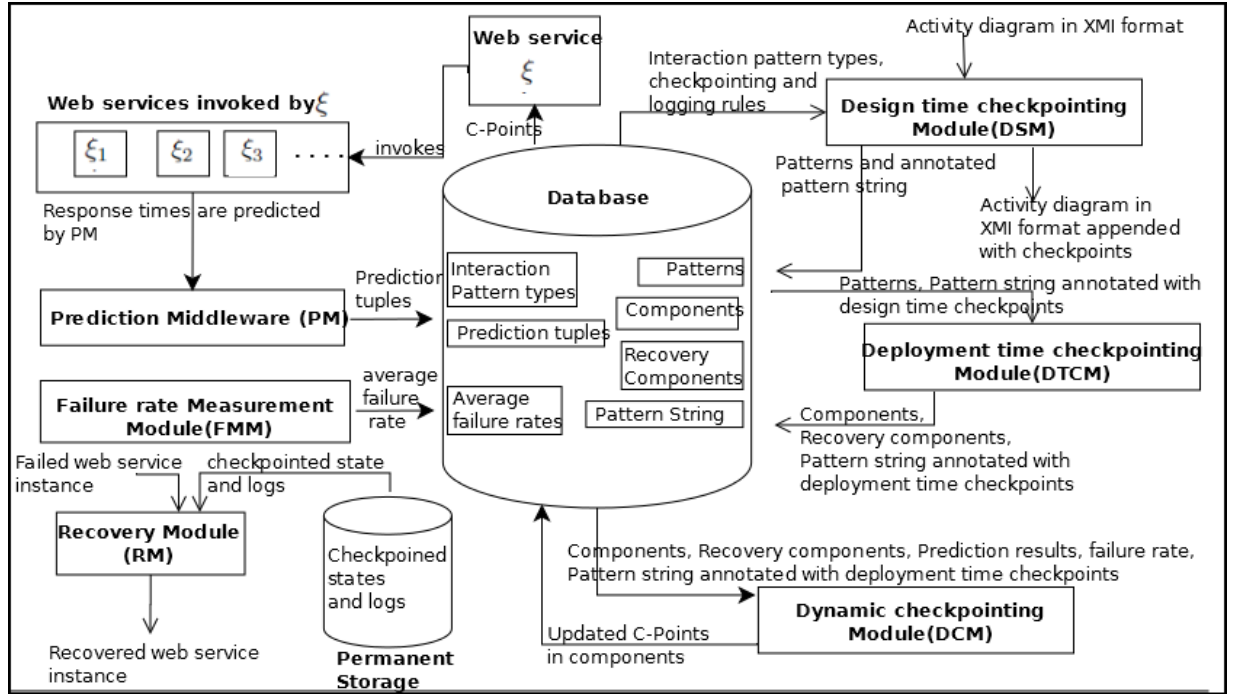 Activity diagram in XMI format
Web service
ξ
Interaction pattern types,
checkpointing and
logging rules
Design time checkpointing
Module(DSM)
Web services invoked by ξ
ξ1 ξ2 ξ3 ....
invokes
C-Points
Patterns and annotated
pattern string
Activity diagram in
XMI format appended
with checkpoints
Database
Response times are predicted
by PM
Interaction
Pattern types
Patterns
Components
Prediction tuples
Recovery
Components
Average
failure rates
Pattern String
Prediction
tuples
Prediction Middleware (PM)
Patterns, Pattern string annotated with
design time checkpoints
Deployment time checkpointing
Module(DTCM)
average
failure
rate
Failure rate Measurement
Module(FMM)
Components,
Recovery components,
Pattern string annotated with
deployment time checkpoints
Failed web service
instance
checkpointed state
and logs
Recovery Module
(RM)
Checkpoined
states
and logs
Components, Recovery components, Prediction results, failure rate,
Pattern string annotated with deployment time checkpoints
Dynamic checkpointing
Module(DCM)
Updated C-Points
in components
Recovered web service
instance
Permanent
Storage